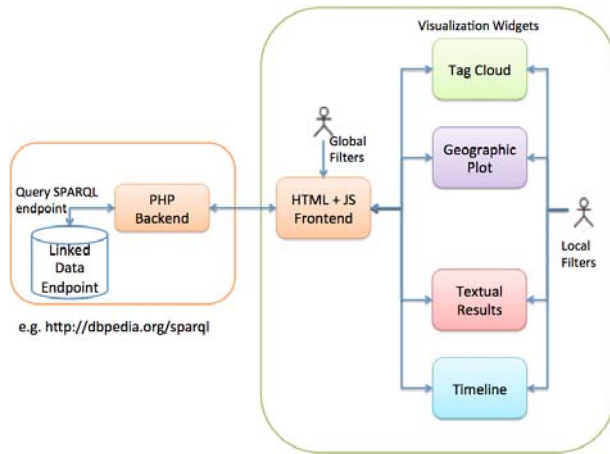 Visualization Widgets
Tag Cloud
Global
Filters
Geographic
Plot
Query SPARQL
endpoint
PHP
Backend
HTML + JS
Frontend
Linked
Data
Endpoint
Local
Filters
Textual
Results
e.g. http://dbpedia.org/sparql
Timeline